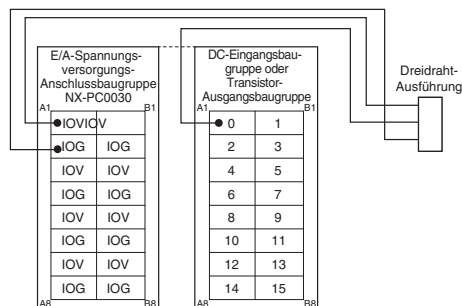 E/A-Spannungs-
versorgungs-
Anschlussbaugruppe
NX-PC0030
A1 B1
IOV IOV
IOG IOG
IOV IOV
IOG IOG
IOV IOV
IOG IOG
IOV IOV
IOG IOG
A8 B8
DC-Eingangsbau-
gruppe oder
Transistor-
Ausgangsbaugruppe
A1 B1
0 1
2 3
4 5
6 7
8 9
10 11
12 13
14 15
A8 B8
Dreidraht-
Ausführung